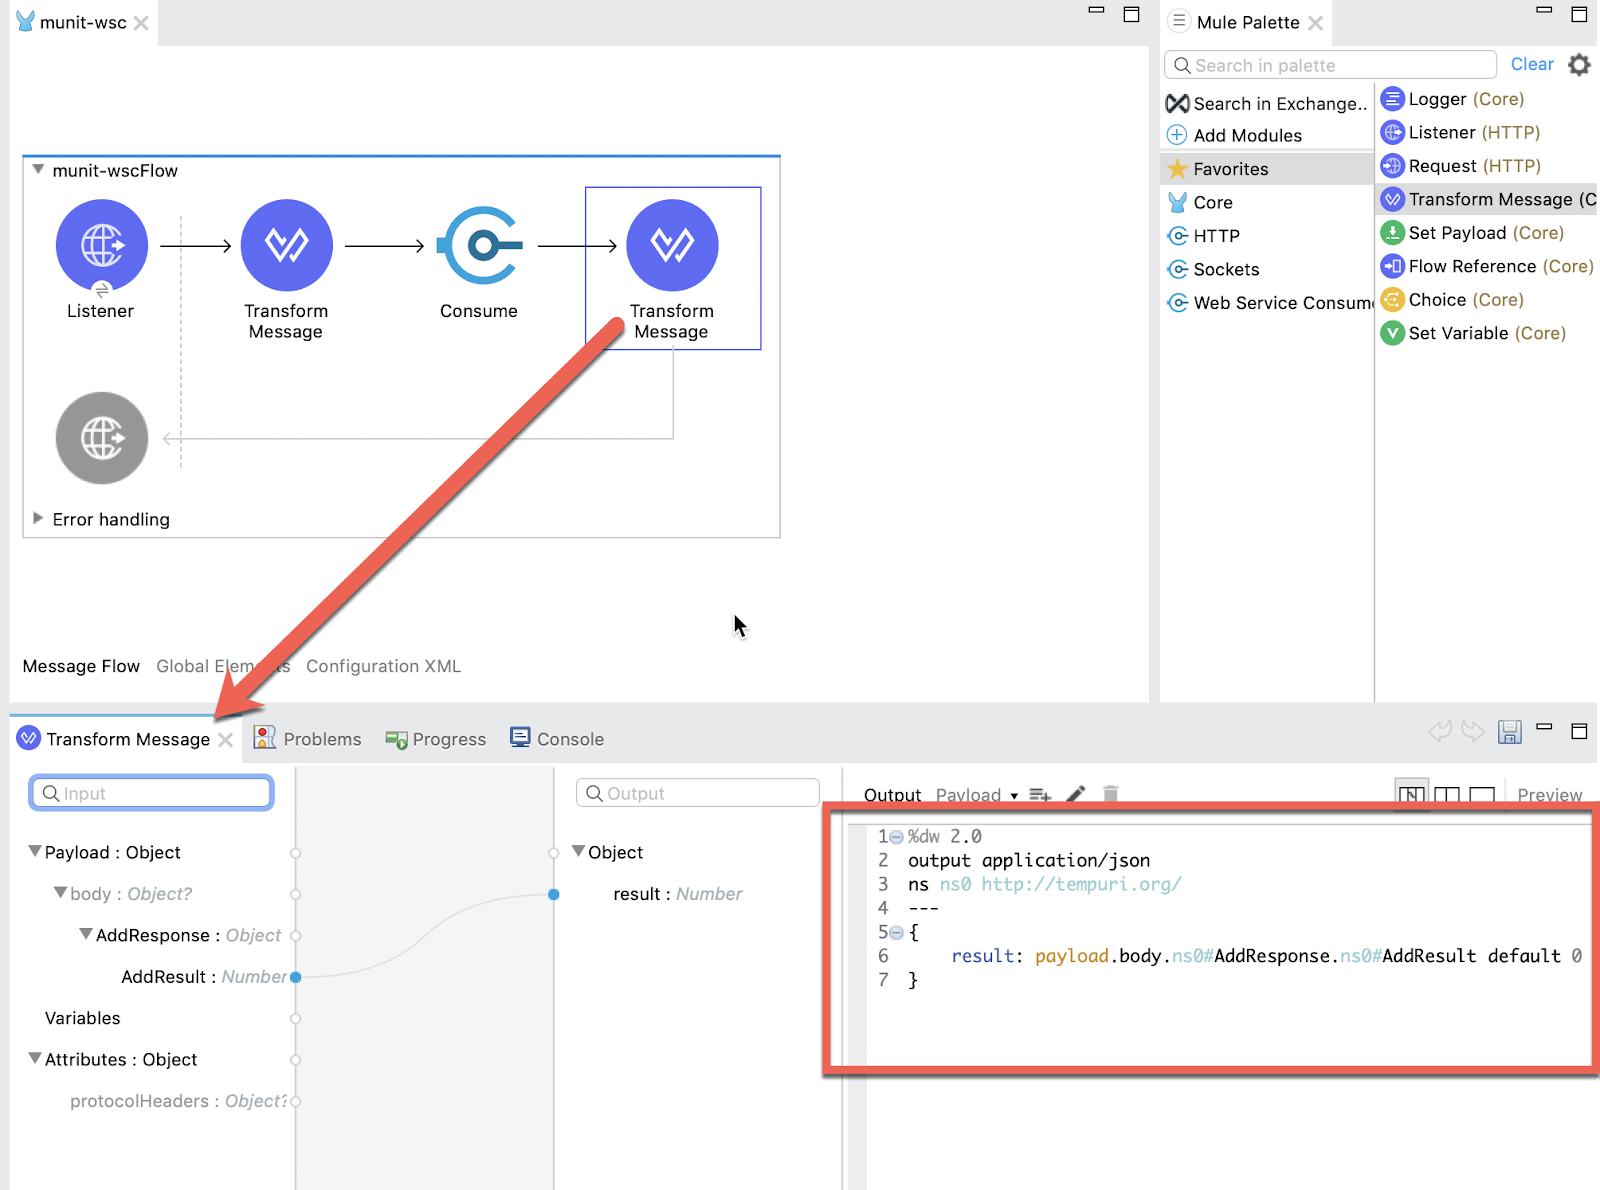 munit-wsc
munit-wscFlow
Listener
Transform
Message
Consume
Transform
Message
Error handling
Message Flow
Global Elements
Configuration XML
Mule Palette
Search in palette
Clear
Search in Exchange..
Add Modules
Favorites
Core
HTTP
Sockets
Web Service Consume
Logger (Core)
Listener (HTTP)
Request (HTTP)
Transform Message (C
Set Payload (Core)
Flow Reference (Core)
Choice (Core)
Set Variable (Core)
Transform Message
Problems
Progress
Console
Input
Payload : Object
body : Object?
AddResponse : Object
AddResult : Number
Variables
Attributes : Object
protocolHeaders : Object?
Output
Object
result : Number
Output Payload
Preview
1 %dw 2.0
2 output application/json
3 ns ns0 http://tempuri.org/
4 ---
5 {
6 result: payload.body.ns0#AddResponse.ns0#AddResult default 0
7 }